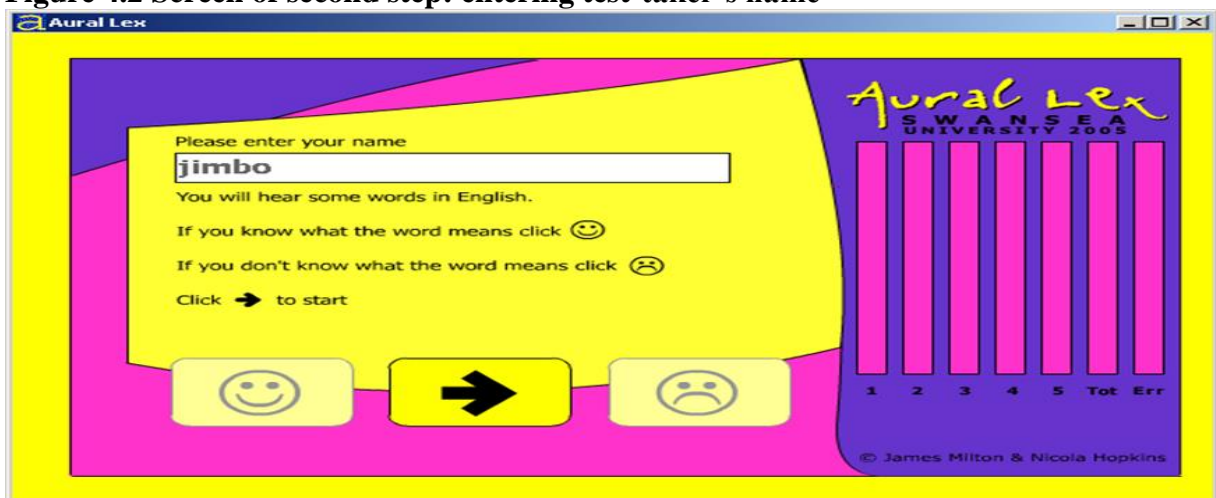 Figure 4.2 Screen of second step: entering test-taker's name
Aural Lex
Please enter your name
jimbo
You will hear some words in English.
If you know what the word means click
If you don't know what the word means click
Click to start
Aural Lex
SWANSEA
UNIVERSITY 2005
1 2 3 4 5 Tot Err
© James Milton & Nicola Hopkins